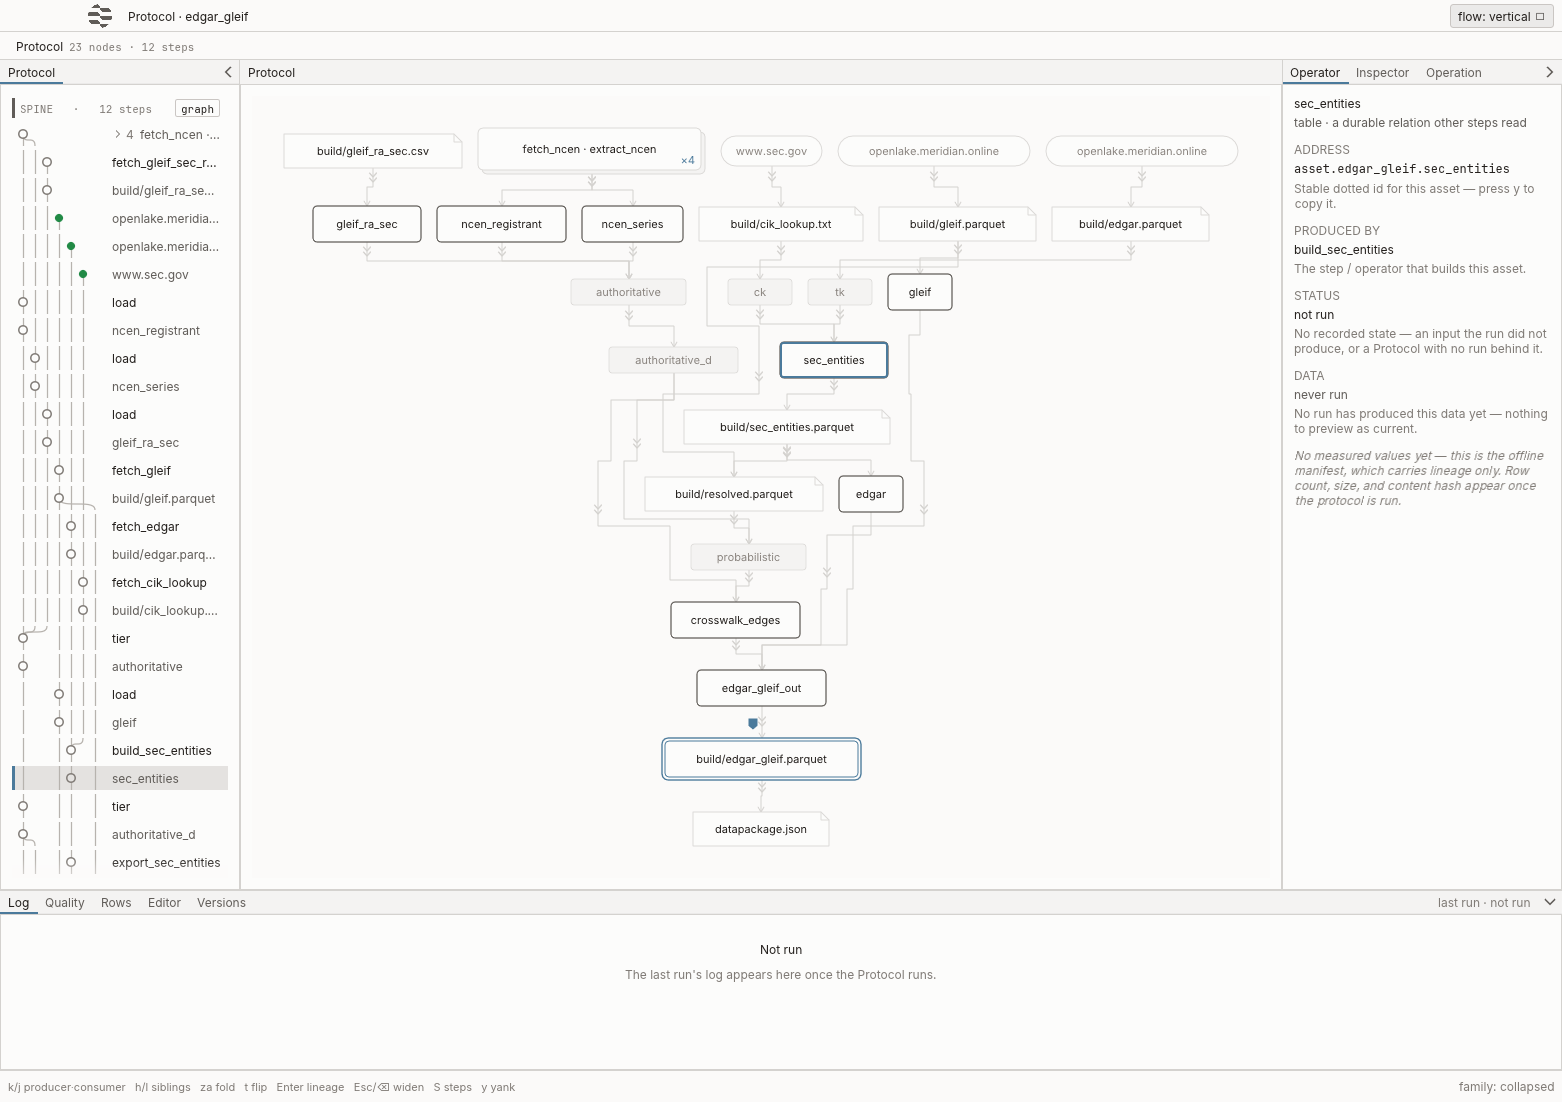 Protocol · edgar_gleif
flow: vertical
Protocol 23 nodes · 12 steps
Protocol
SPINE · 12 steps graph
4 fetch_ncen ·...
fetch_gleif_sec_r...
build/gleif_ra_se...
openlake.meridia...
openlake.meridia...
www.sec.gov
load
ncen_registrant
load
ncen_series
load
gleif_ra_sec
fetch_gleif
build/gleif.parquet
fetch_edgar
build/edgar.parq...
fetch_cik_lookup
build/cik_lookup....
tier
authoritative
load
gleif
build_sec_entities
sec_entities
tier
authoritative_d
export_sec_entities
Protocol
build/gleif_ra_sec.csv
fetch_ncen · extract_ncen
×4
www.sec.gov
openlake.meridian.online
openlake.meridian.online
gleif_ra_sec
ncen_registrant
ncen_series
build/cik_lookup.txt
build/gleif.parquet
build/edgar.parquet
authoritative
ck
tk
gleif
authoritative_d
sec_entities
build/sec_entities.parquet
build/resolved.parquet
edgar
probabilistic
crosswalk_edges
edgar_gleif_out
build/edgar_gleif.parquet
datapackage.json
Operator Inspector Operation
sec_entities
table · a durable relation other steps read
ADDRESS
asset.edgar_gleif.sec_entities
Stable dotted id for this asset — press y to
copy it.
PRODUCED BY
build_sec_entities
The step / operator that builds this asset.
STATUS
not run
No recorded state — an input the run did not
produce, or a Protocol with no run behind it.
DATA
never run
No run has produced this data yet — nothing
to preview as current.
No measured values yet — this is the offline
manifest, which carries lineage only. Row
count, size, and content hash appear once
the protocol is run.
Log Quality Rows Editor Versions
last run · not run
Not run
The last run's log appears here once the Protocol runs.
k/j producer·consumer h/l siblings za fold t flip Enter lineage Esc/⌫ widen S steps y yank
family: collapsed